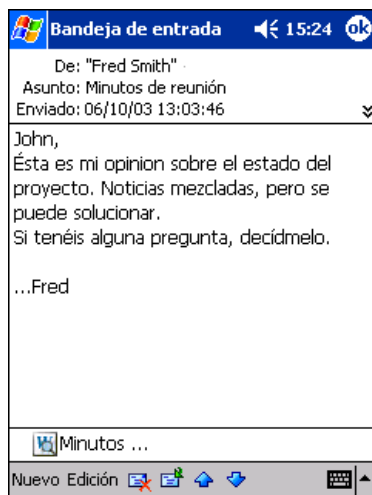 Bandeja de entrada 15:24 ok
De: "Fred Smith"
Asunto: Minutos de reunión
Enviado: 06/10/03 13:03:46
John,
Ésta es mi opinion sobre el estado del
proyecto. Noticias mezcladas, pero se
puede solucionar.
Si tenéis alguna pregunta, decídmelo.
...Fred
Minutos ...
Nuevo Edición